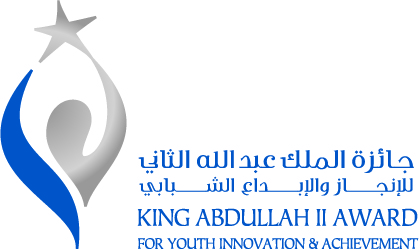 جائزة الملك عبد الله الثاني
للإنجاز والإبداع الشبابي
KING ABDULLAH II AWARD
FOR YOUTH INNOVATION & ACHIEVEMENT